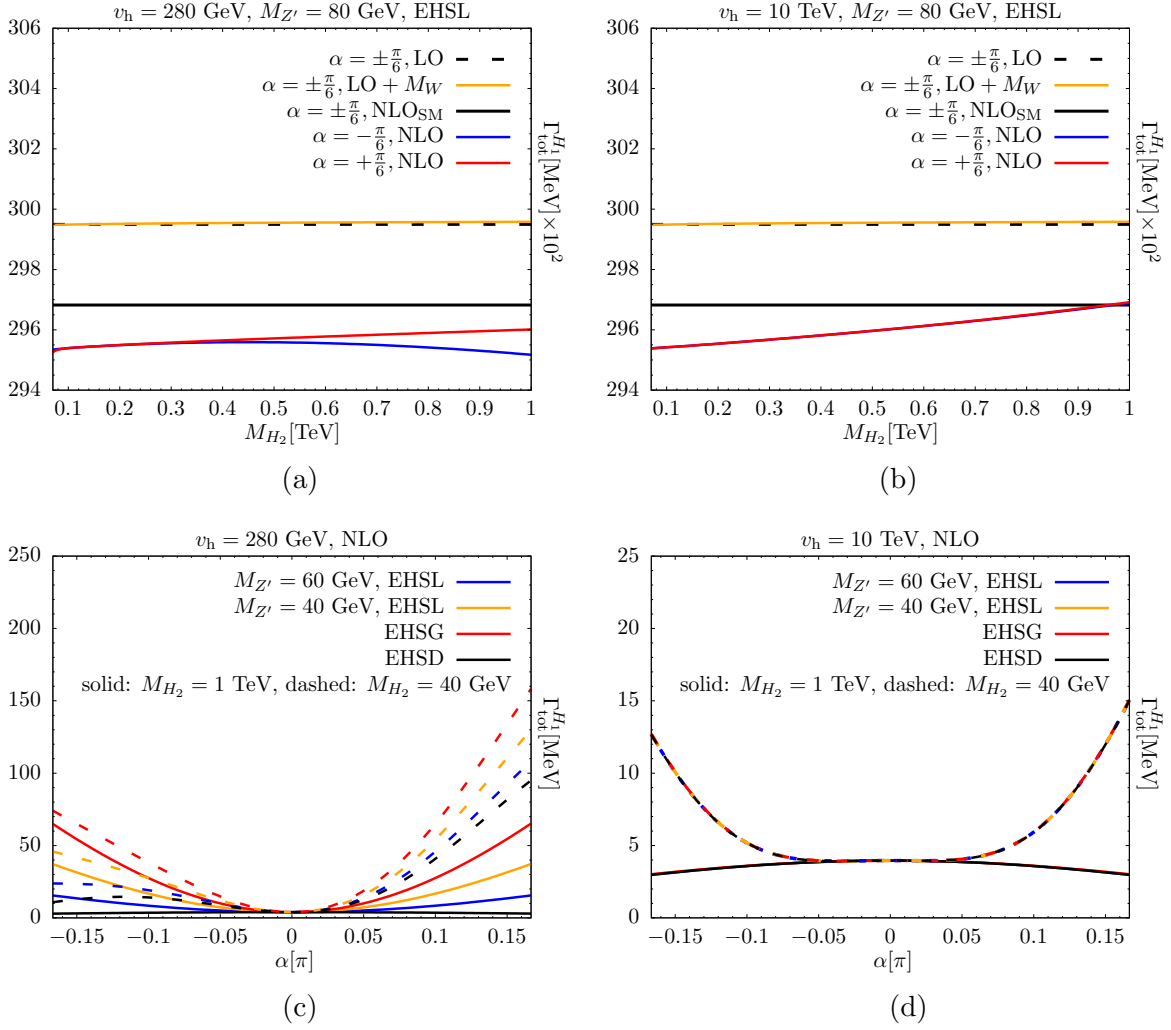 v_h = 280 GeV, M_Z′ = 80 GeV, EHSL
306
304
302
300
298
296
294
α = ±π/6, LO
α = ±π/6, LO + M_W
α = ±π/6, NLO_SM
α = −π/6, NLO
α = +π/6, NLO
Γ_tot^H₁ [MeV] ×10²
0.1 0.2 0.3 0.4 0.5 0.6 0.7 0.8 0.9 1
M_H₂[TeV]
(a)
v_h = 10 TeV, M_Z′ = 80 GeV, EHSL
306
304
302
300
298
296
294
α = ±π/6, LO
α = ±π/6, LO + M_W
α = ±π/6, NLO_SM
α = −π/6, NLO
α = +π/6, NLO
Γ_tot^H₁ [MeV] ×10²
0.1 0.2 0.3 0.4 0.5 0.6 0.7 0.8 0.9 1
M_H₂[TeV]
(b)
v_h = 280 GeV, NLO
250
200
150
100
50
0
M_Z′ = 60 GeV, EHSL
M_Z′ = 40 GeV, EHSL
EHSG
EHSD
solid: M_H₂ = 1 TeV, dashed: M_H₂ = 40 GeV
Γ_tot^H₁ [MeV]
−0.15 −0.1 −0.05 0 0.05 0.1 0.15
α[π]
(c)
v_h = 10 TeV, NLO
25
20
15
10
5
0
M_Z′ = 60 GeV, EHSL
M_Z′ = 40 GeV, EHSL
EHSG
EHSD
solid: M_H₂ = 1 TeV, dashed: M_H₂ = 40 GeV
Γ_tot^H₁ [MeV]
−0.15 −0.1 −0.05 0 0.05 0.1 0.15
α[π]
(d)